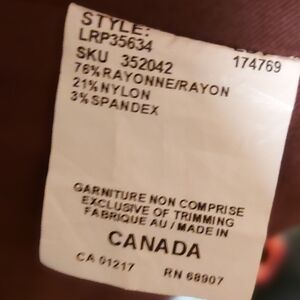 STYLE:
LRP35634
SKU 352042 174769
76% RAYONNE/RAYON
21% NYLON
3% SPANDEX
GARNITURE NON COMPRISE
EXCLUSIVE OF TRIMMING
FABRIQUE AU / MADE IN
CANADA
CA 01217 RN 68907